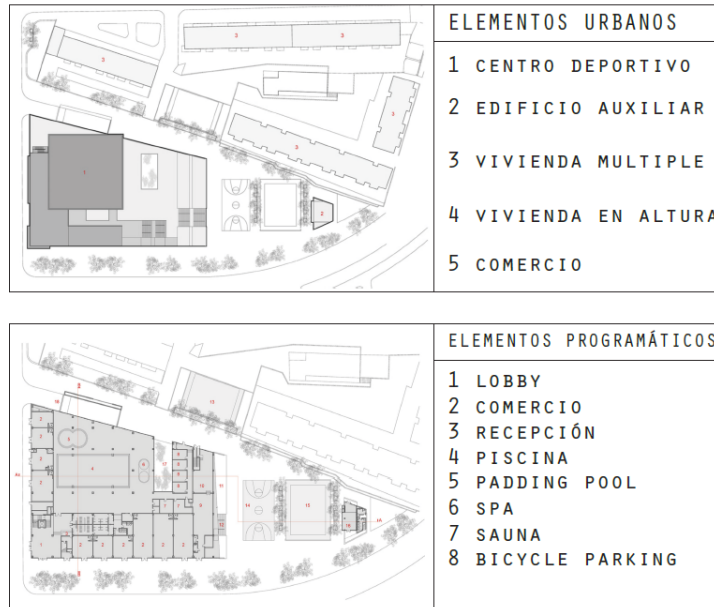 ELEMENTOS URBANOS
1 CENTRO DEPORTIVO
2 EDIFICIO AUXILIAR
3 VIVIENDA MULTIPLE
4 VIVIENDA EN ALTURA
5 COMERCIO
ELEMENTOS PROGRAMÁTICOS
1 LOBBY
2 COMERCIO
3 RECEPCIÓN
4 PISCINA
5 PADDING POOL
6 SPA
7 SAUNA
8 BICYCLE PARKING